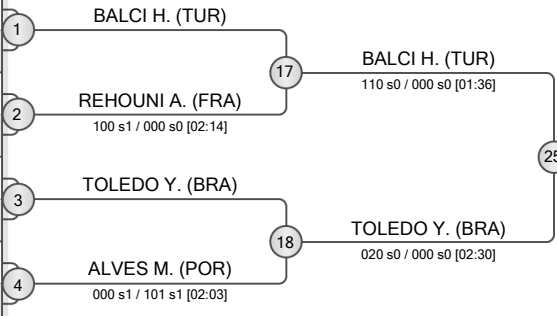 1
BALCI H. (TUR)
17
BALCI H. (TUR)
110 s0 / 000 s0 [01:36]
2
REHOUNI A. (FRA)
100 s1 / 000 s0 [02:14]
25
3
TOLEDO Y. (BRA)
18
TOLEDO Y. (BRA)
020 s0 / 000 s0 [02:30]
4
ALVES M. (POR)
000 s1 / 101 s1 [02:03]